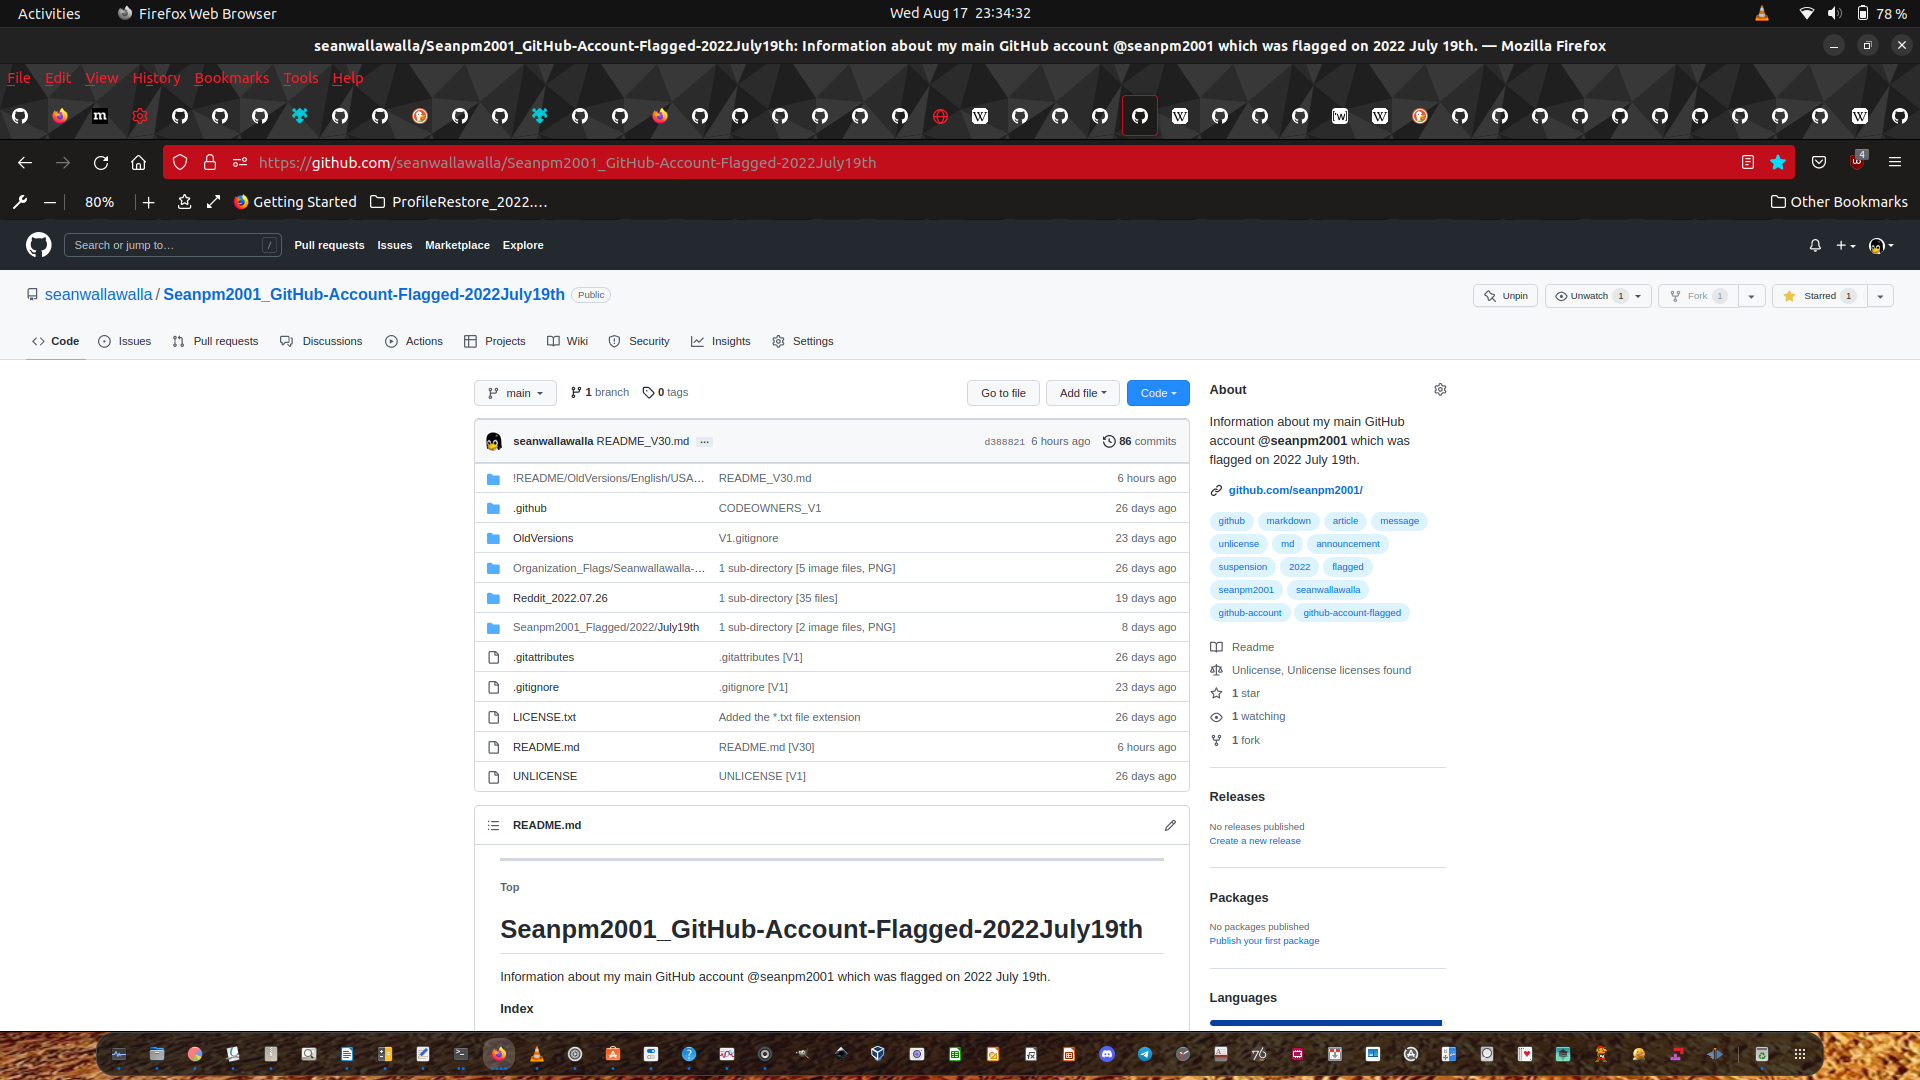 Activities Firefox Web Browser Wed Aug 17 23:34:32 78 %
seanwallawalla/Seanpm2001_GitHub-Account-Flagged-2022July19th: Information about my main GitHub account @seanpm2001 which was flagged on 2022 July 19th. — Mozilla Firefox
File Edit View History Bookmarks Tools Help
https://github.com/seanwallawalla/Seanpm2001_GitHub-Account-Flagged-2022July19th 4
80% Getting Started ProfileRestore_2022.… Other Bookmarks
Search or jump to… / Pull requests Issues Marketplace Explore
seanwallawalla / Seanpm2001_GitHub-Account-Flagged-2022July19th Public Unpin Unwatch 1 Fork 1 Starred 1
Code Issues Pull requests Discussions Actions Projects Wiki Security Insights Settings
main 1 branch 0 tags Go to file Add file Code
seanwallawalla README_V30.md ... d388821 6 hours ago 86 commits
!README/OldVersions/English/USA… README_V30.md 6 hours ago
.github CODEOWNERS_V1 26 days ago
OldVersions V1.gitignore 23 days ago
Organization_Flags/Seanwallawalla-… 1 sub-directory [5 image files, PNG] 26 days ago
Reddit_2022.07.26 1 sub-directory [35 files] 19 days ago
Seanpm2001_Flagged/2022/July19th 1 sub-directory [2 image files, PNG] 8 days ago
.gitattributes .gitattributes [V1] 26 days ago
.gitignore .gitignore [V1] 23 days ago
LICENSE.txt Added the *.txt file extension 26 days ago
README.md README.md [V30] 6 hours ago
UNLICENSE UNLICENSE [V1] 26 days ago
README.md
Top
Seanpm2001_GitHub-Account-Flagged-2022July19th
Information about my main GitHub account @seanpm2001 which was flagged on 2022 July 19th.
Index
About
Information about my main GitHub
account @seanpm2001 which was
flagged on 2022 July 19th.
github.com/seanpm2001/
github markdown article message
unlicense md announcement
suspension 2022 flagged
seanpm2001 seanwallawalla
github-account github-account-flagged
Readme
Unlicense, Unlicense licenses found
1 star
1 watching
1 fork
Releases
No releases published
Create a new release
Packages
No packages published
Publish your first package
Languages